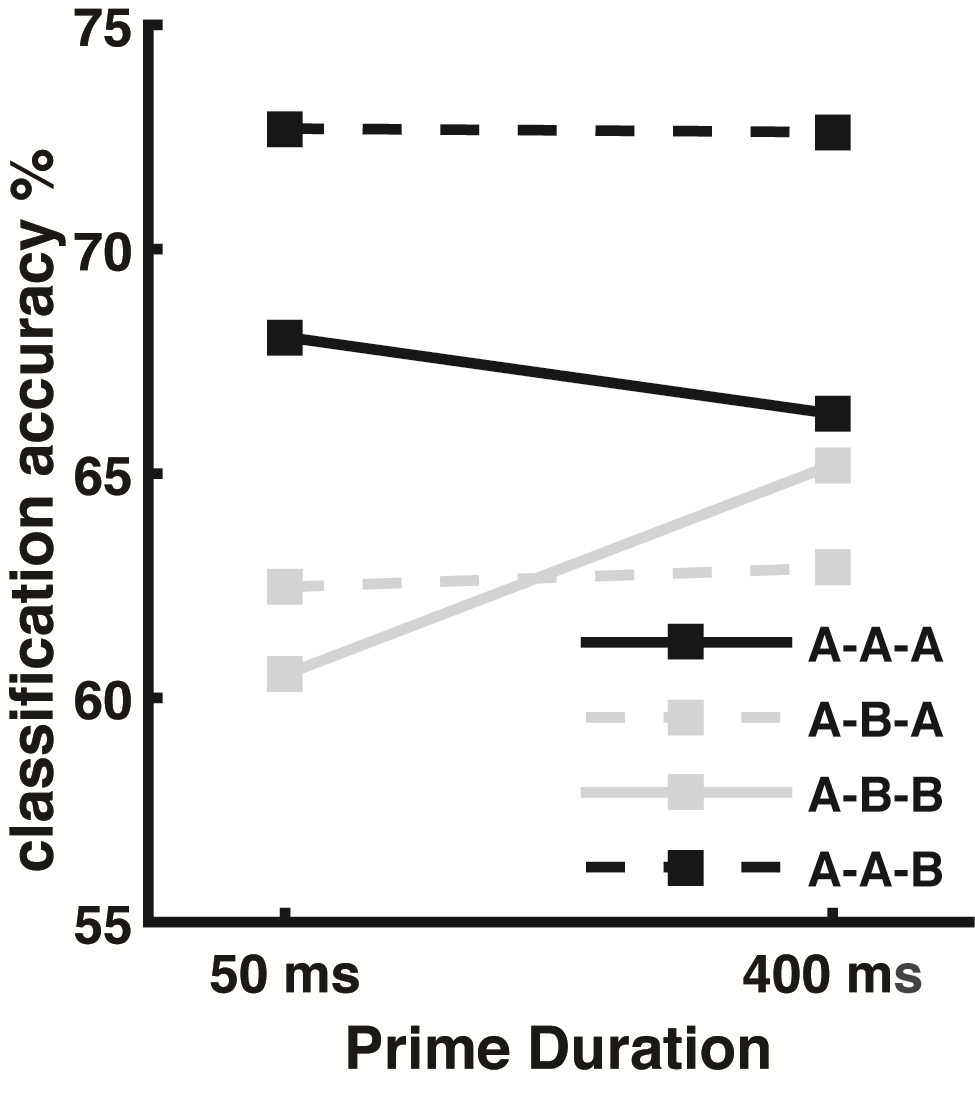 75
70
65
60
55
classification accuracy %
50 ms
400 ms
Prime Duration
A-A-A
A-B-A
A-B-B
A-A-B